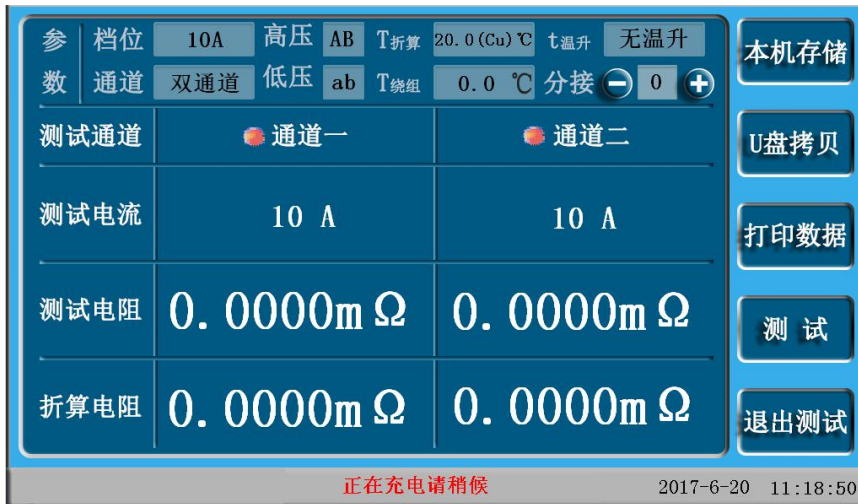 参 档位 10A 高压 AB T折算 20.0(Cu)℃ t温升 无温升
数 通道 双通道 低压 ab T绕组 0.0 ℃ 分接 0
测试通道 通道一 通道二
测试电流 10 A 10 A
测试电阻 0.0000mΩ 0.0000mΩ
折算电阻 0.0000mΩ 0.0000mΩ
本机存储
U盘拷贝
打印数据
测 试
退出测试
正在充电请稍候 2017-6-20 11:18:50